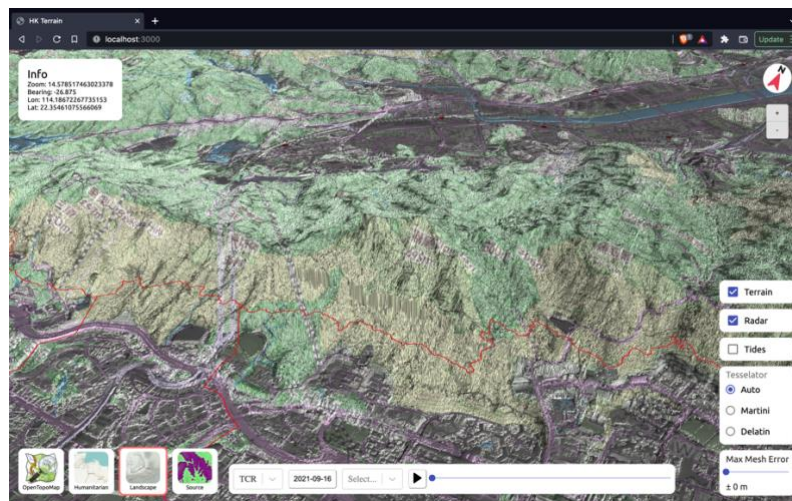 HK Terrain
localhost:3000
Update
Info
Zoom: 14.578517463023378
Bearing: -26.875
Lon: 114.18672267735153
Lat: 22.35461075566069
N
+
-
Terrain
Radar
Tides
Tesselator
Auto
Martini
Delatin
Max Mesh Error
± 0 m
OpenTopoMap
Humanitarian
Landscape
Source
TCR
2021-09-16
Select...